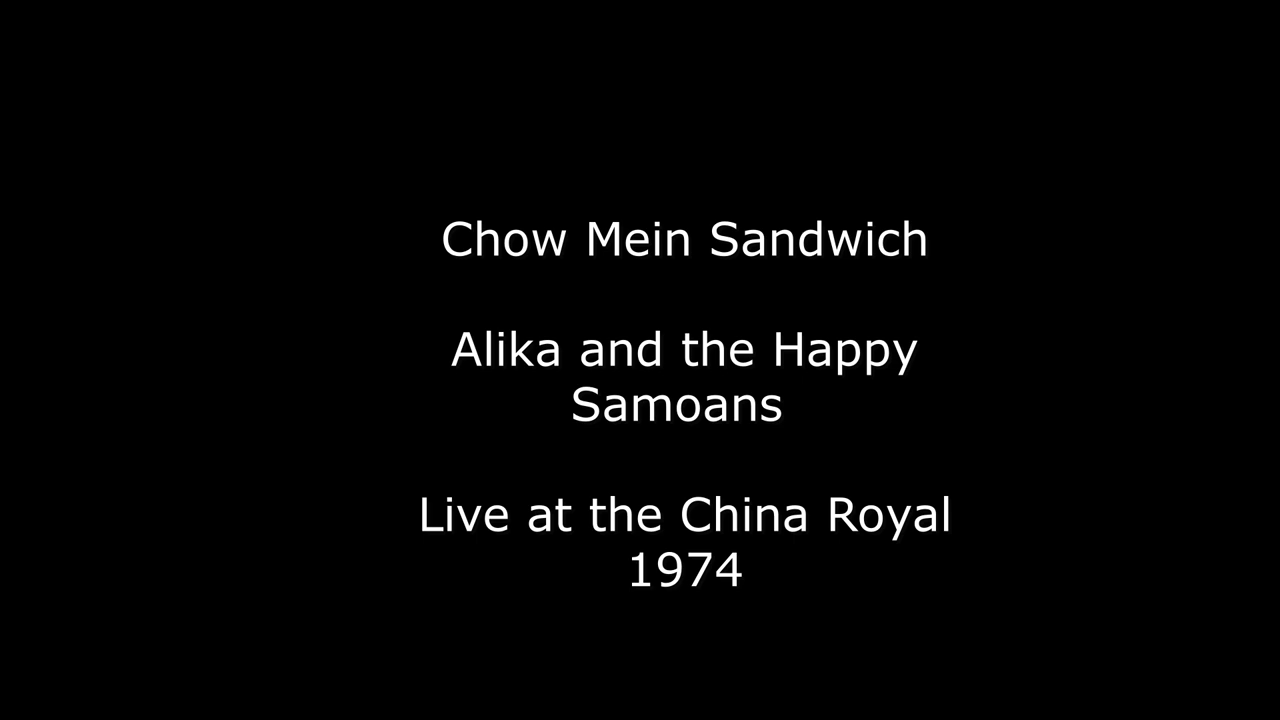 Chow Mein Sandwich
Alika and the Happy
Samoans
Live at the China Royal
1974